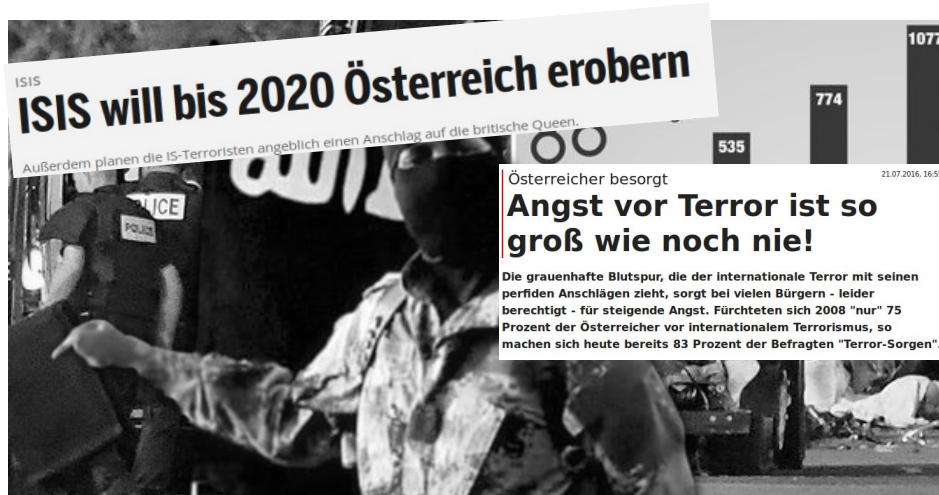 ISIS
ISIS will bis 2020 Österreich erobern
Außerdem planen die IS-Terroristen angeblich einen Anschlag auf die britische Queen.
1077
774
535
Österreicher besorgt
21.07.2016, 16:5
Angst vor Terror ist so
groß wie noch nie!
Die grauenhafte Blutspur, die der internationale Terror mit seinen
perfiden Anschlägen zieht, sorgt bei vielen Bürgern - leider
berechtigt - für steigende Angst. Fürchteten sich 2008 "nur" 75
Prozent der Österreicher vor internationalem Terrorismus, so
machen sich heute bereits 83 Prozent der Befragten "Terror-Sorgen".
LICE
POLICE